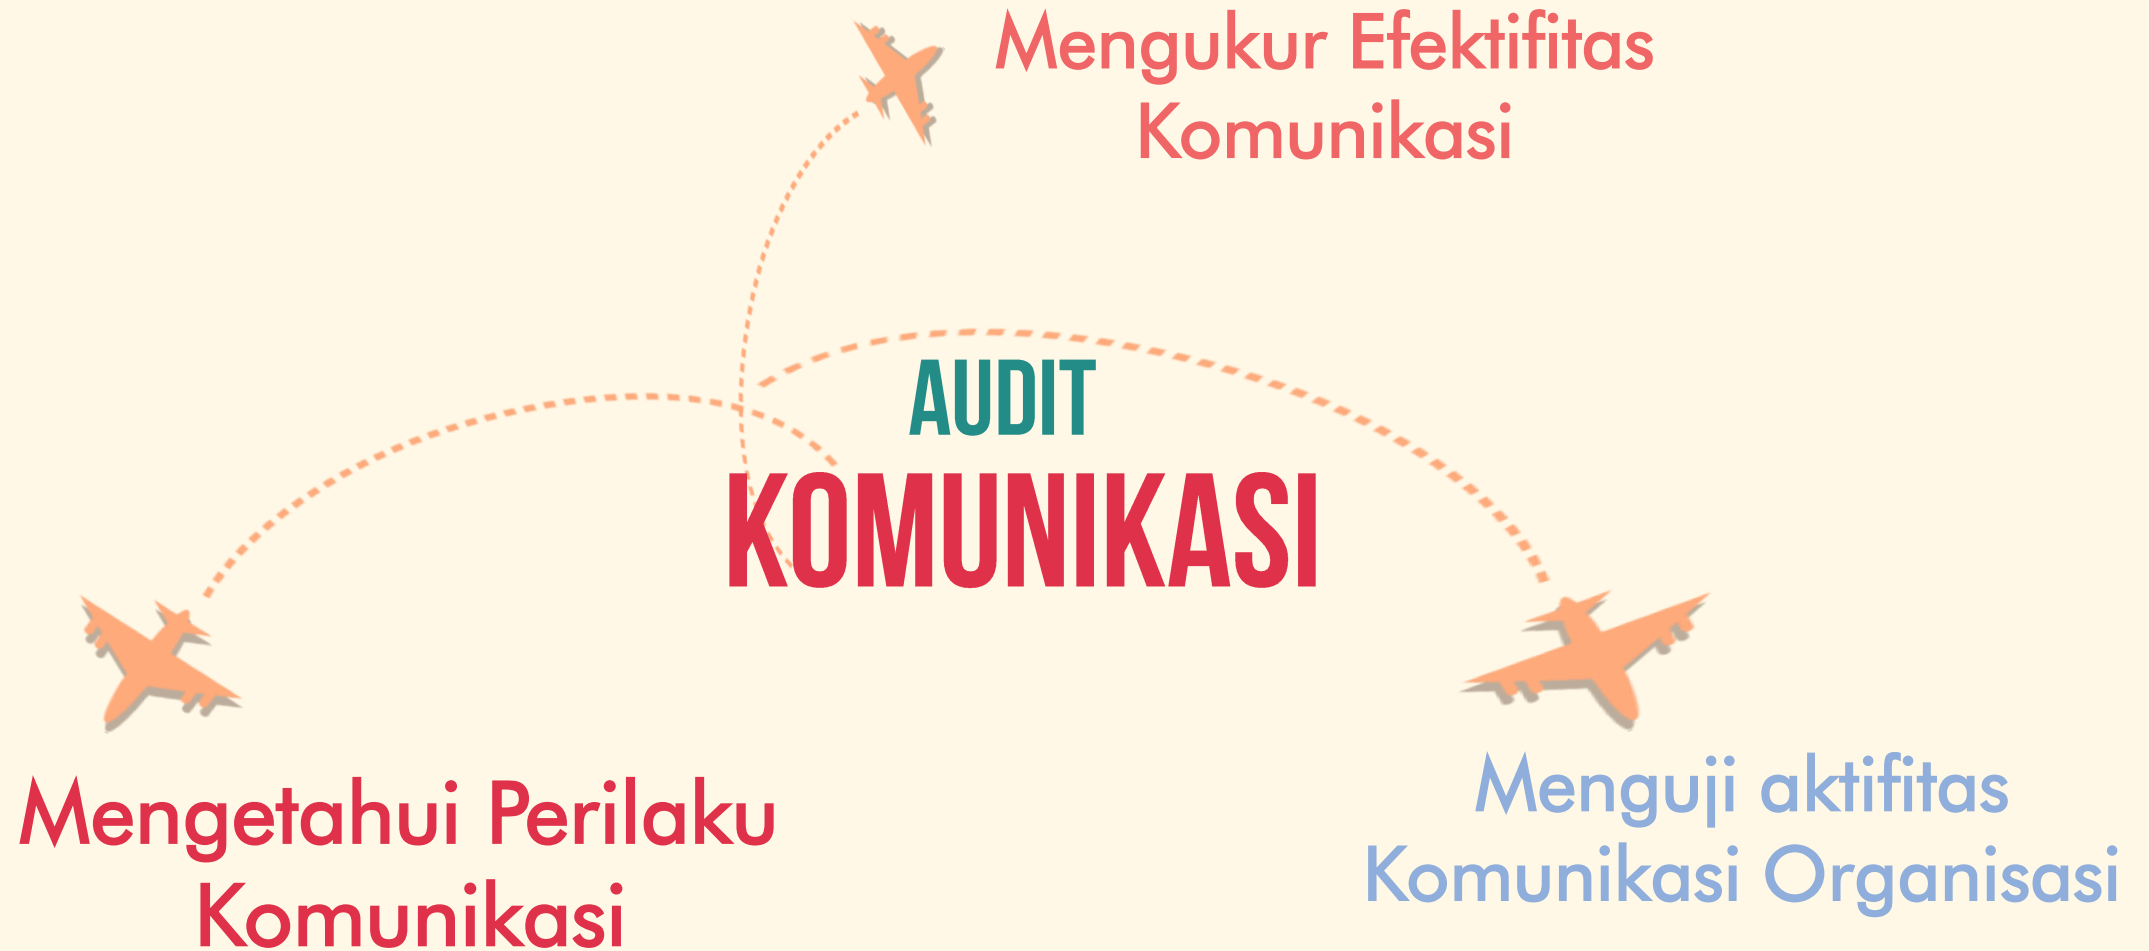 Mengukur Efektifitas
Komunikasi
AUDIT
KOMUNIKASI
Mengetahui Perilaku
Komunikasi
Menguji aktifitas
Komunikasi Organisasi